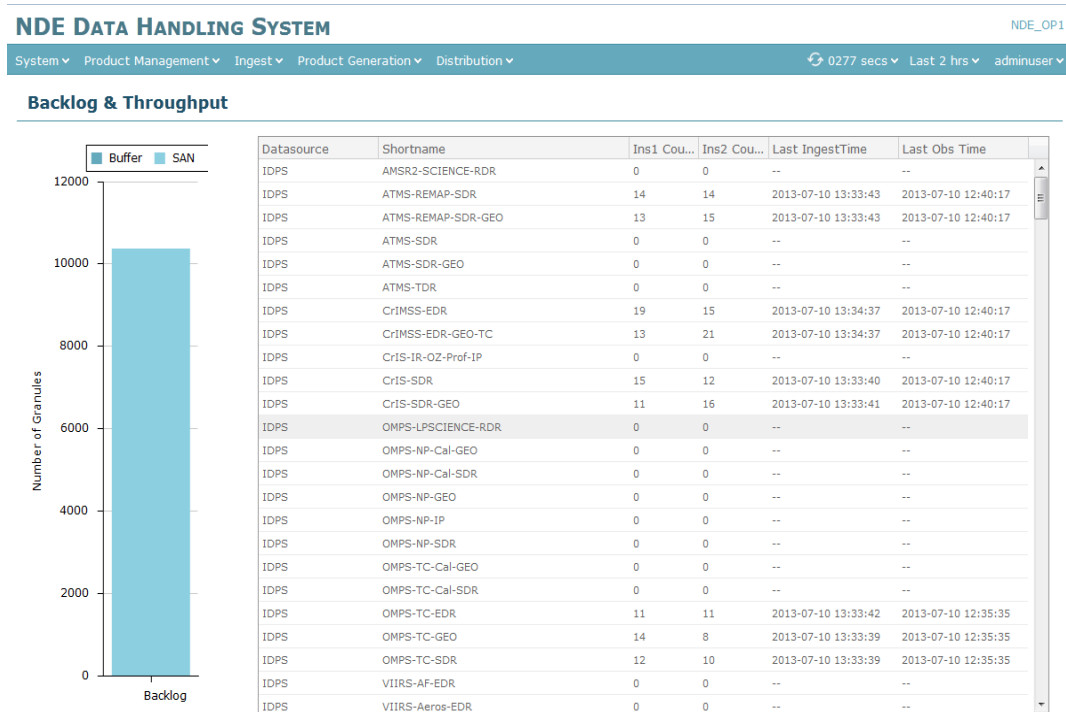 NDE DATA HANDLING SYSTEM
NDE_OP1
System Product Management Ingest Product Generation Distribution 0277 secs Last 2 hrs adminuser
Backlog & Throughput
Buffer SAN
12000
10000
8000
6000
4000
2000
0
Number of Granules
Backlog
Datasource Shortname Ins1 Cou... Ins2 Cou... Last IngestTime Last Obs Time
IDPS AMSR2-SCIENCE-RDR 0 0 -- --
IDPS ATMS-REMAP-SDR 14 14 2013-07-10 13:33:43 2013-07-10 12:40:17
IDPS ATMS-REMAP-SDR-GEO 13 15 2013-07-10 13:33:43 2013-07-10 12:40:17
IDPS ATMS-SDR 0 0 -- --
IDPS ATMS-SDR-GEO 0 0 -- --
IDPS ATMS-TDR 0 0 -- --
IDPS CrIMSS-EDR 19 15 2013-07-10 13:34:37 2013-07-10 12:40:17
IDPS CrIMSS-EDR-GEO-TC 13 21 2013-07-10 13:34:37 2013-07-10 12:40:17
IDPS CrIS-IR-OZ-Prof-IP 0 0 -- --
IDPS CrIS-SDR 15 12 2013-07-10 13:33:40 2013-07-10 12:40:17
IDPS CrIS-SDR-GEO 11 16 2013-07-10 13:33:41 2013-07-10 12:40:17
IDPS OMPS-LPSCIENCE-RDR 0 0 -- --
IDPS OMPS-NP-Cal-GEO 0 0 -- --
IDPS OMPS-NP-Cal-SDR 0 0 -- --
IDPS OMPS-NP-GEO 0 0 -- --
IDPS OMPS-NP-IP 0 0 -- --
IDPS OMPS-NP-SDR 0 0 -- --
IDPS OMPS-TC-Cal-GEO 0 0 -- --
IDPS OMPS-TC-Cal-SDR 0 0 -- --
IDPS OMPS-TC-EDR 11 11 2013-07-10 13:33:42 2013-07-10 12:35:35
IDPS OMPS-TC-GEO 14 8 2013-07-10 13:33:39 2013-07-10 12:35:35
IDPS OMPS-TC-SDR 12 10 2013-07-10 13:33:39 2013-07-10 12:35:35
IDPS VIIRS-AF-EDR 0 0 -- --
IDPS VIIRS-Aeros-EDR 0 0 -- --